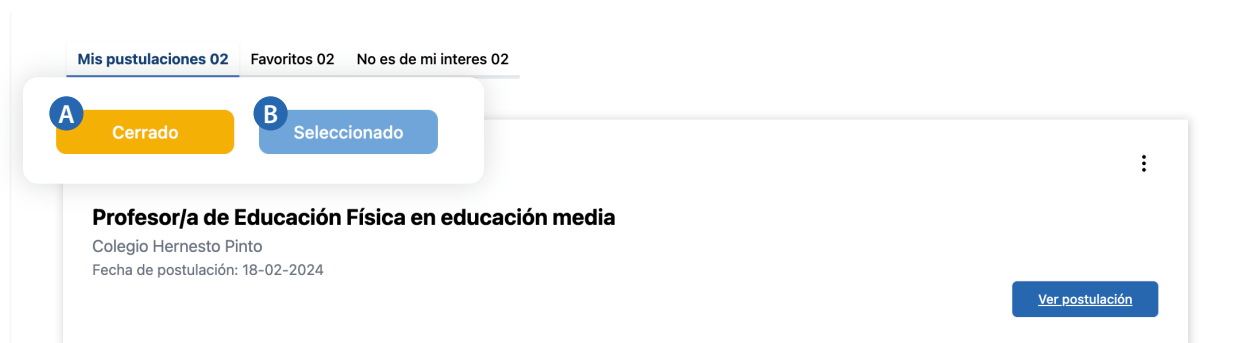 Mis pustulaciones 02 Favoritos 02 No es de mi interes 02
A Cerrado B Seleccionado
Profesor/a de Educación Física en educación media
Colegio Hernesto Pinto
Fecha de postulación: 18-02-2024
Ver postulación